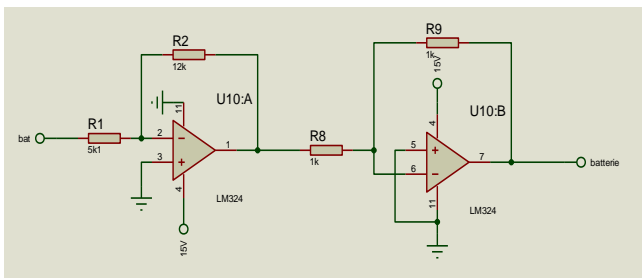 R2
12k
R9
1k
15V
U10:A
U10:B
11
4
bat
R1
5k1
2
3
1
4
R8
1k
5
6
7
batterie
LM324
11
LM324
15V